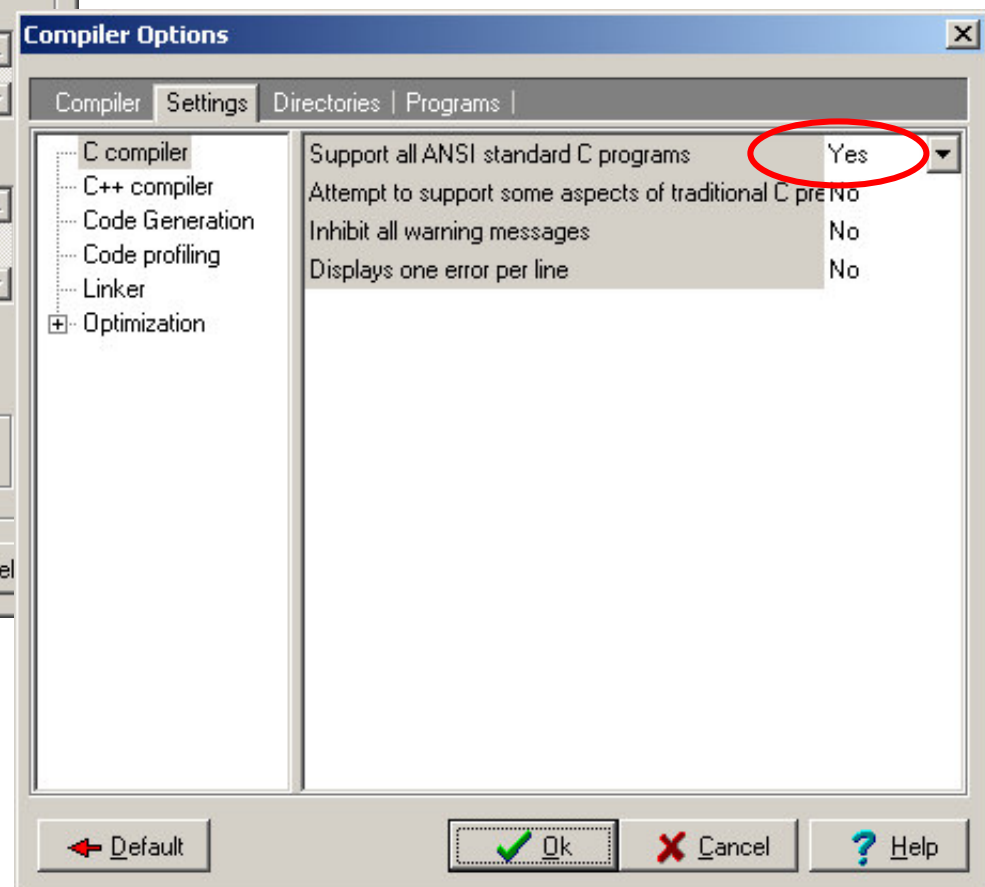 Compiler Options
Compiler Settings Directories Programs
C compiler
C++ compiler
Code Generation
Code profiling
Linker
Optimization
Support all ANSI standard C programs Yes
Attempt to support some aspects of traditional C pre No
Inhibit all warning messages No
Displays one error per line No
el
Default Ok Cancel Help